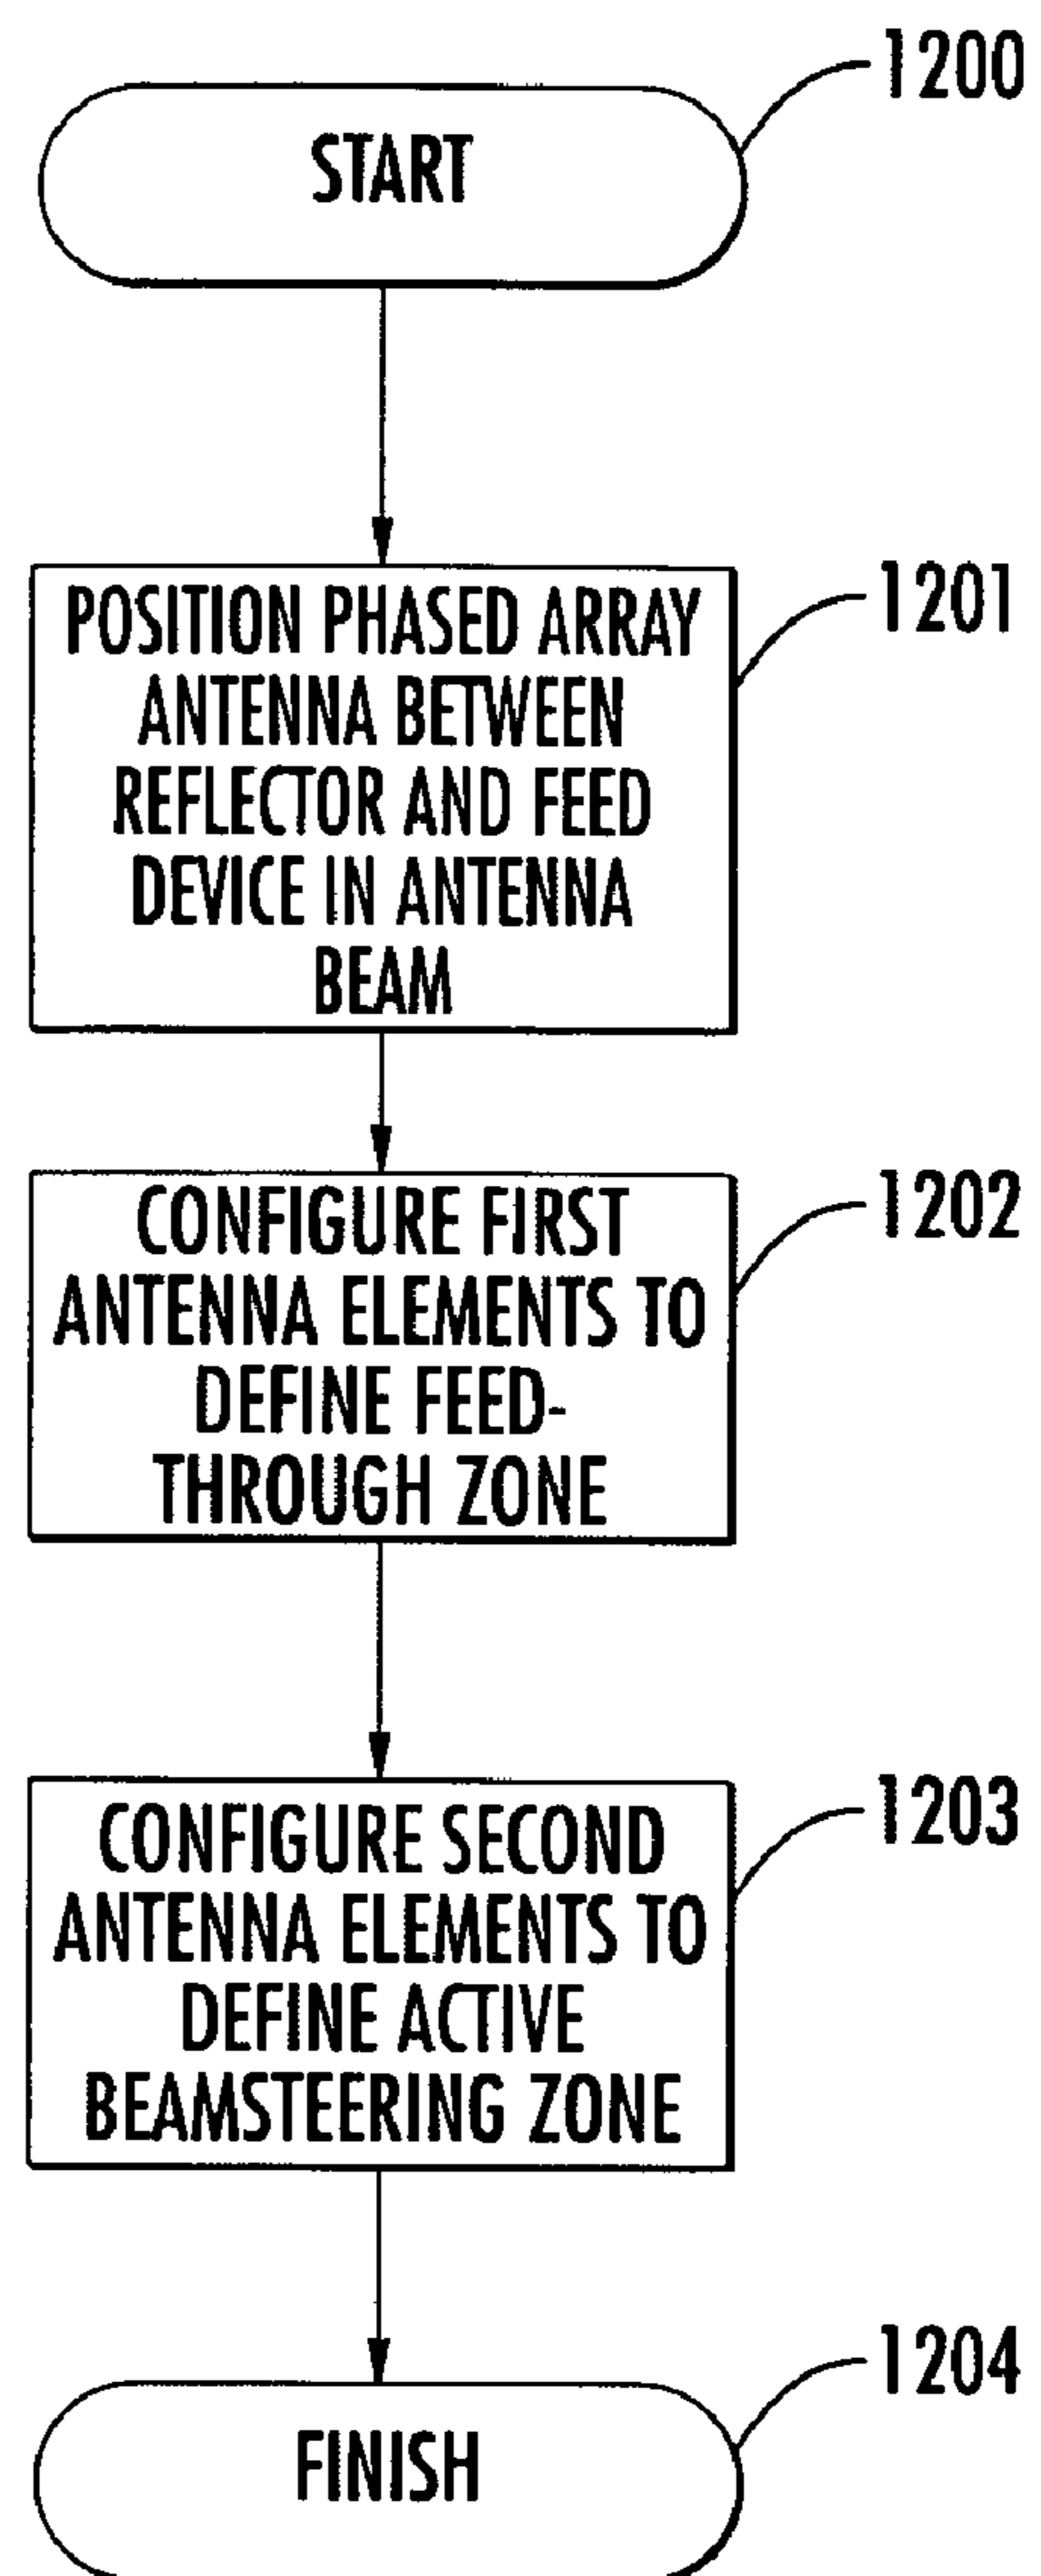 1200
START
1201
POSITION PHASED ARRAY
ANTENNA BETWEEN
REFLECTOR AND FEED
DEVICE IN ANTENNA
BEAM
1202
CONFIGURE FIRST
ANTENNA ELEMENTS TO
DEFINE FEED-
THROUGH ZONE
1203
CONFIGURE SECOND
ANTENNA ELEMENTS TO
DEFINE ACTIVE
BEAMSTEERING ZONE
1204
FINISH